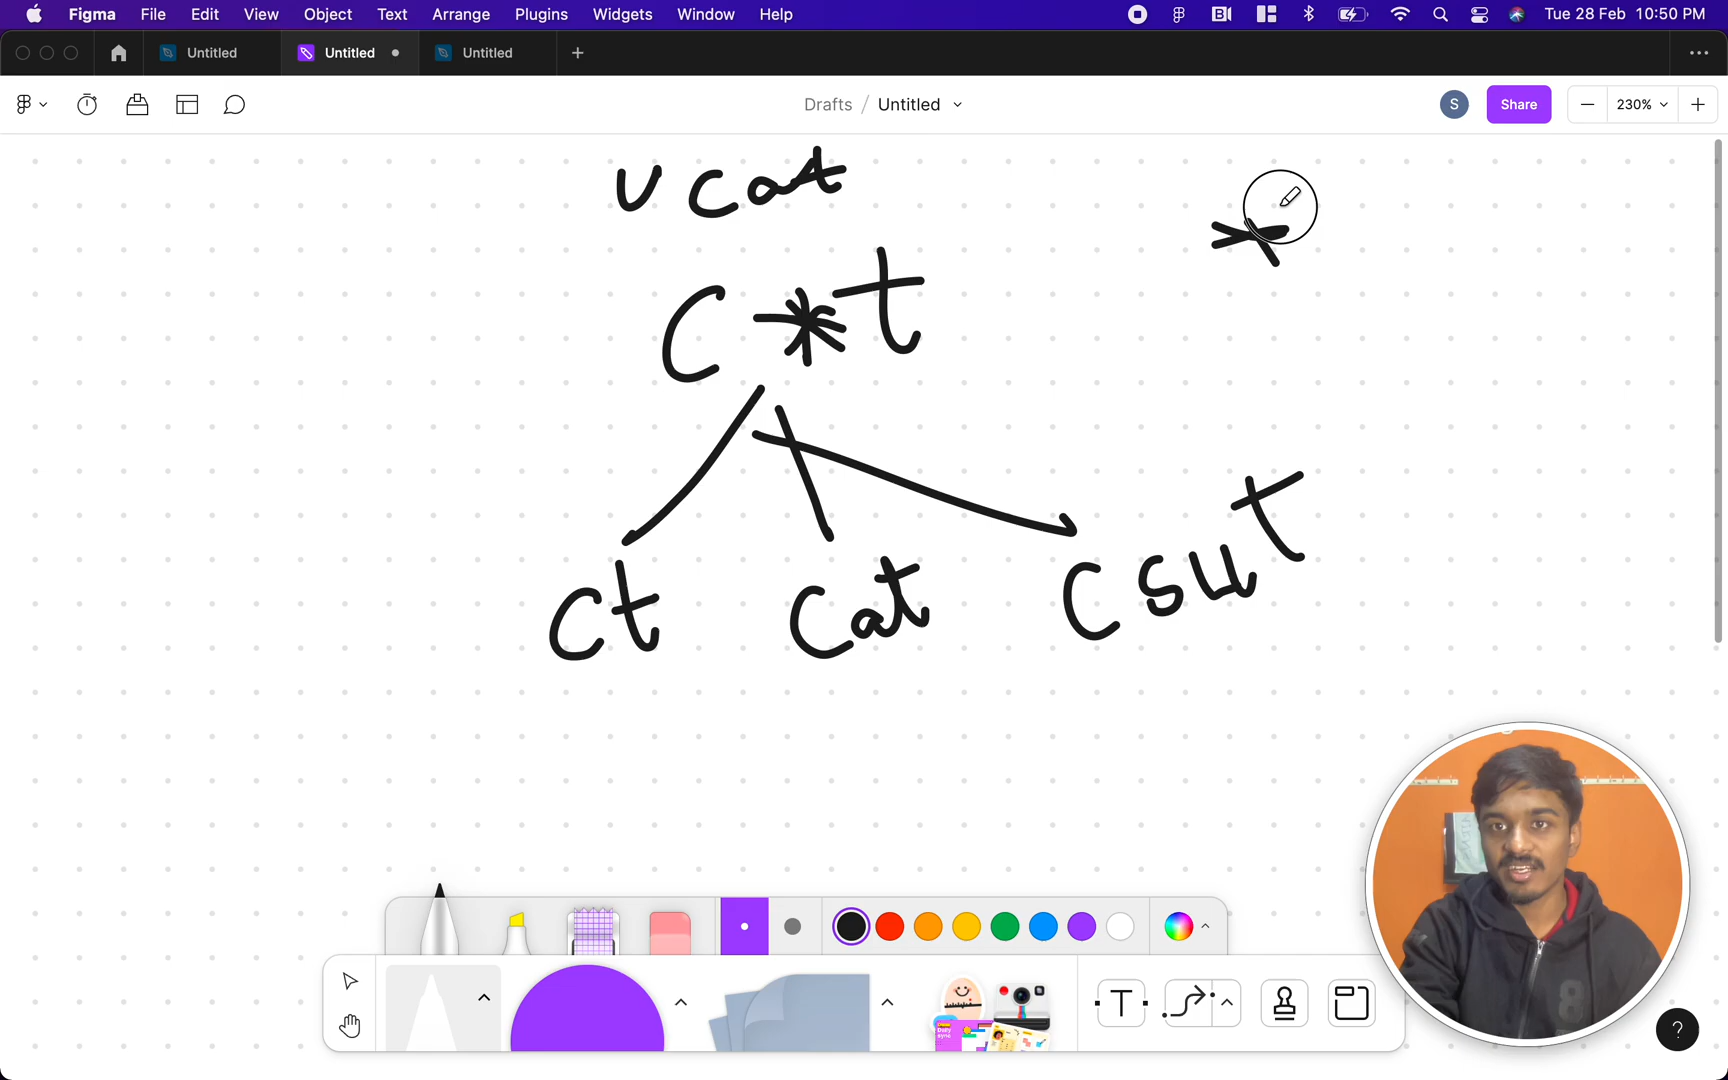 Figma File Edit View Object Text Arrange Plugins Widgets Window Help Tue 28 Feb 10:50 PM
Untitled Untitled Untitled
Drafts / Untitled S Share 230%
v cat
C*t
ct cat csut
T
?